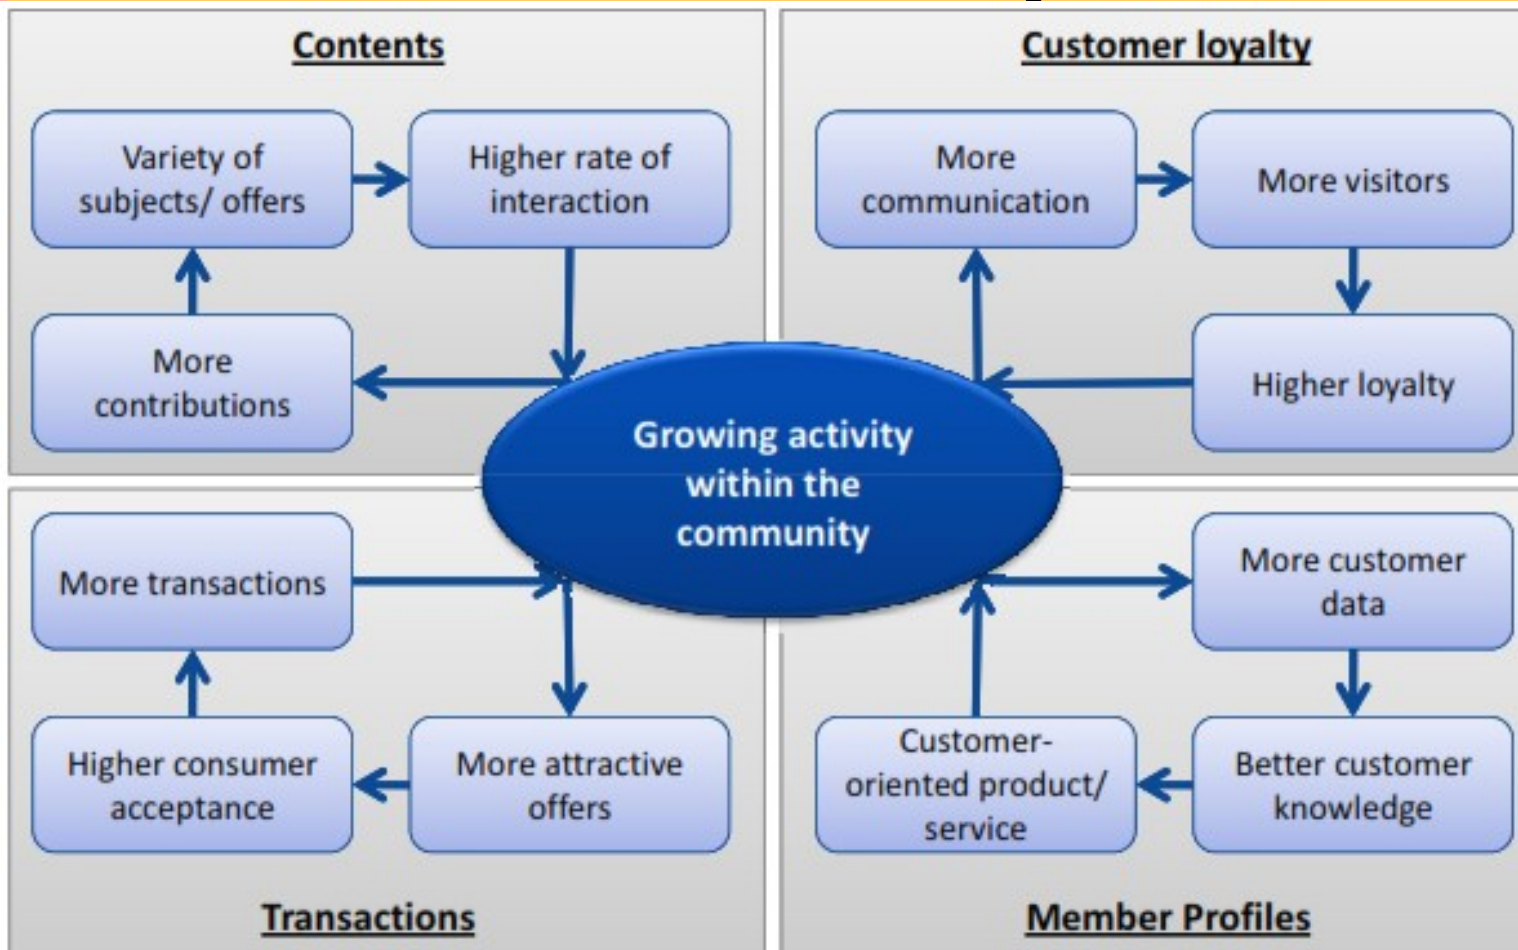 Contents
Variety of
subjects/ offers
Higher rate of
interaction
More
contributions
Customer loyalty
More
communication
More visitors
Higher loyalty
Growing activity
within the
community
More transactions
Higher consumer
acceptance
More attractive
offers
Transactions
More customer
data
Customer-
oriented product/
service
Better customer
knowledge
Member Profiles